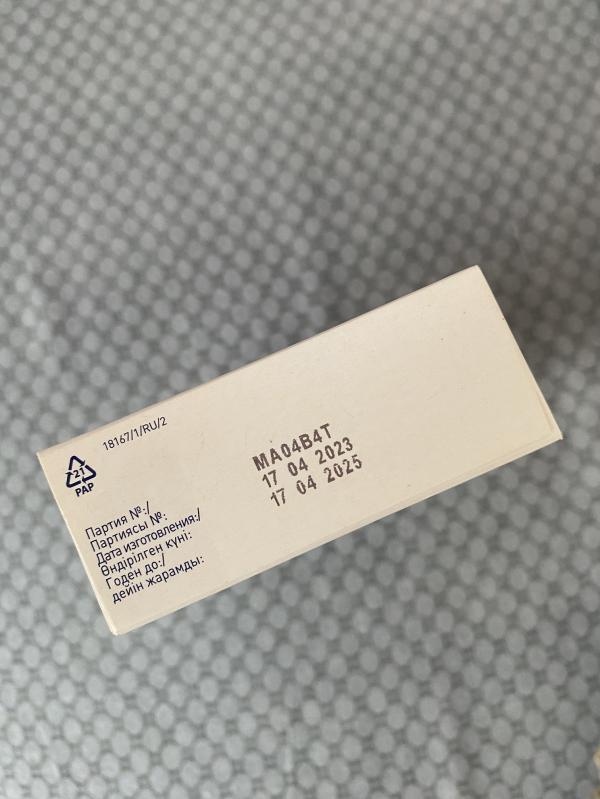 18167/1/RU/2
21
PAP
Партия №:/
Партиясы №:
Дата изготовления:/
Өндірілген күні:
Годен до:/
дейін жарамды:
MA04B4T
17 04 2023
17 04 2025